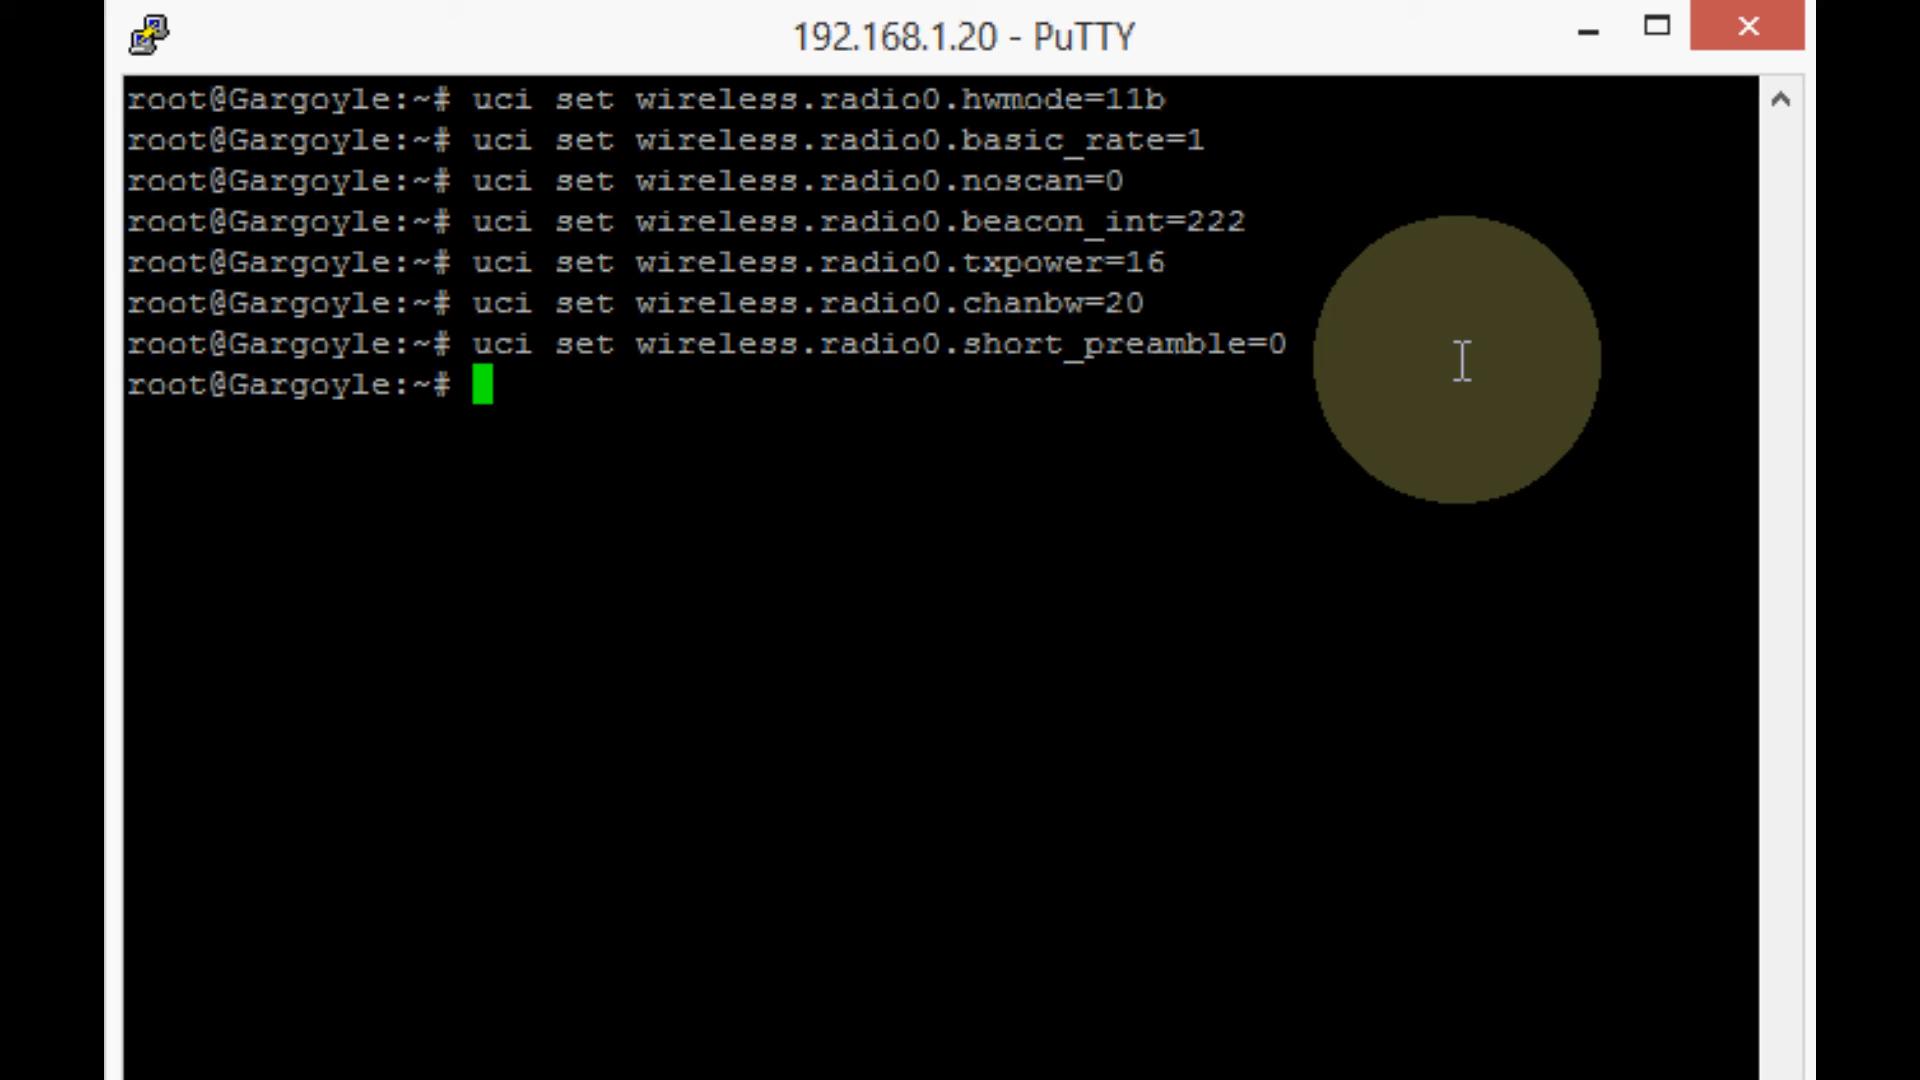 192.168.1.20 - PuTTY
root@Gargoyle:~# uci set wireless.radio0.hwmode=11b
root@Gargoyle:~# uci set wireless.radio0.basic_rate=1
root@Gargoyle:~# uci set wireless.radio0.noscan=0
root@Gargoyle:~# uci set wireless.radio0.beacon_int=222
root@Gargoyle:~# uci set wireless.radio0.txpower=16
root@Gargoyle:~# uci set wireless.radio0.chanbw=20
root@Gargoyle:~# uci set wireless.radio0.short_preamble=0
root@Gargoyle:~#